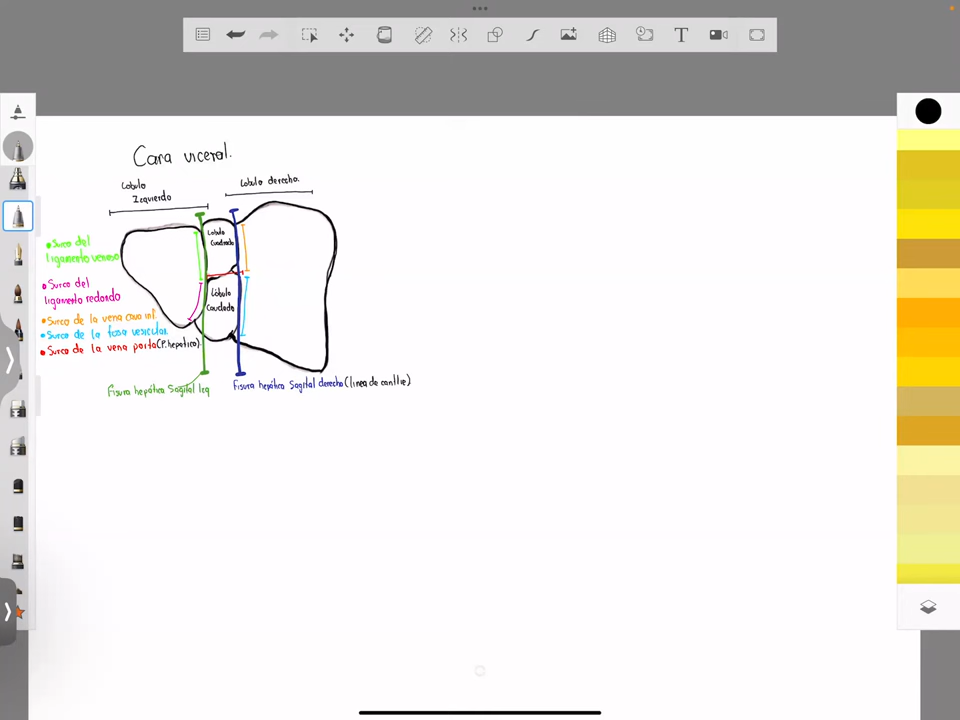 Cara viceral.
Lobulo
Izquierdo
Lobulo derecho.
Lobulo
Cuadrado
Lóbulo
Caudado
• Surco del
ligamento venoso
• Surco del
ligamento redondo
• Surco de la vena cava inf.
• Surco de la fosa vesicular
• Surco de la vena porta (P. hepatico).
Fisura hepática Sagital Izq
Fisura hepática Sagital derecha (linea de cantlie)
T